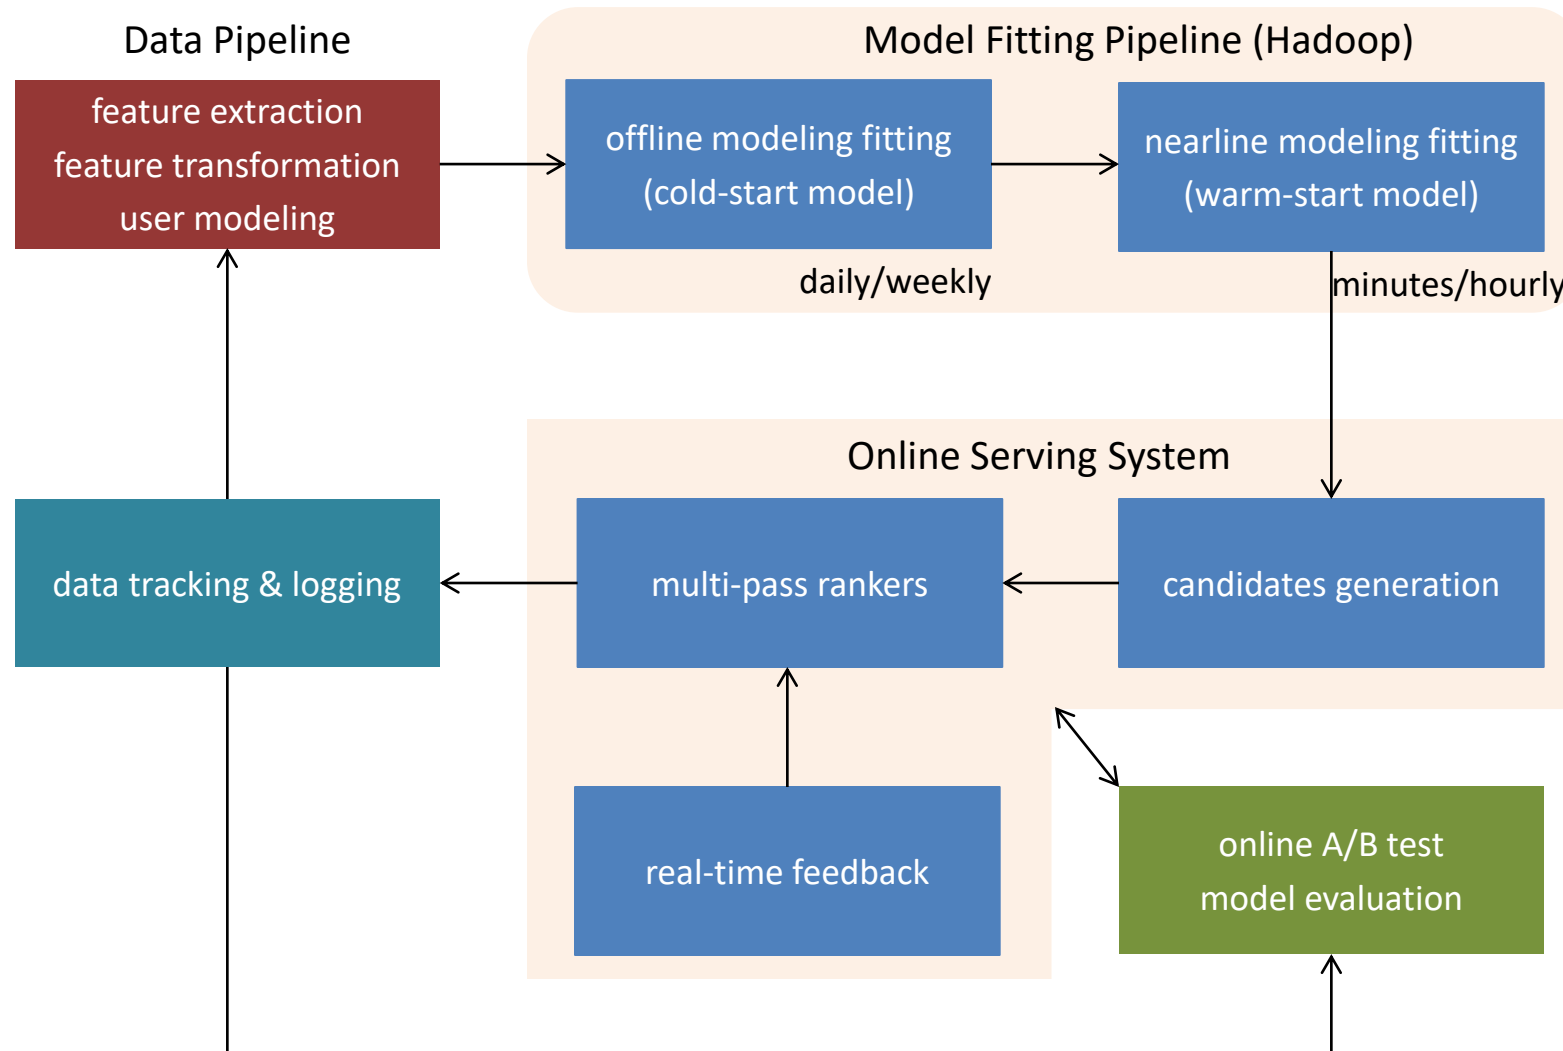 Data Pipeline
feature extraction
feature transformation
user modeling
Model Fitting Pipeline (Hadoop)
offline modeling fitting
(cold-start model)
daily/weekly
nearline modeling fitting
(warm-start model)
minutes/hourly
Online Serving System
data tracking & logging
multi-pass rankers
candidates generation
real-time feedback
online A/B test
model evaluation